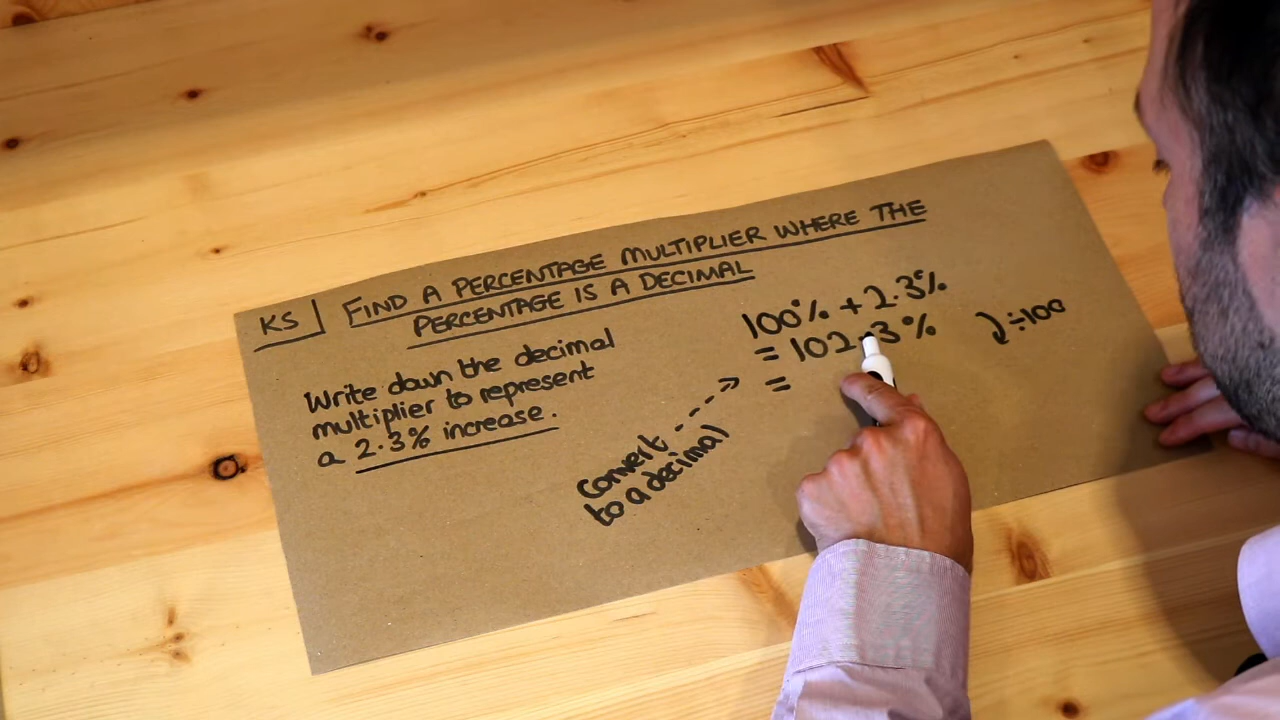 KS FIND A PERCENTAGE MULTIPLIER WHERE THE
PERCENTAGE IS A DECIMAL
Write down the decimal
multiplier to represent
a 2.3% increase.
100% + 2.3%
= 102.3%
=
÷100
convert
to a decimal